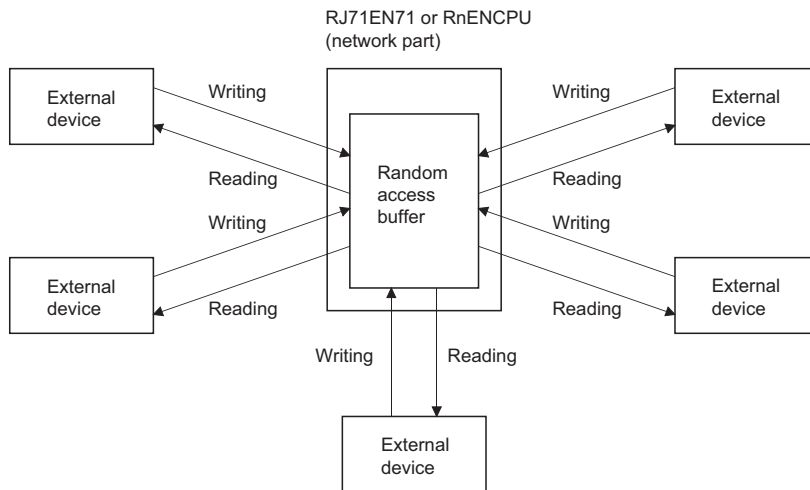 RJ71EN71 or RnENCPU
(network part)
External
device
Writing
Reading
Random
access
buffer
Writing
Reading
External
device
External
device
Writing
Reading
Writing
Reading
External
device
Writing
Reading
External
device